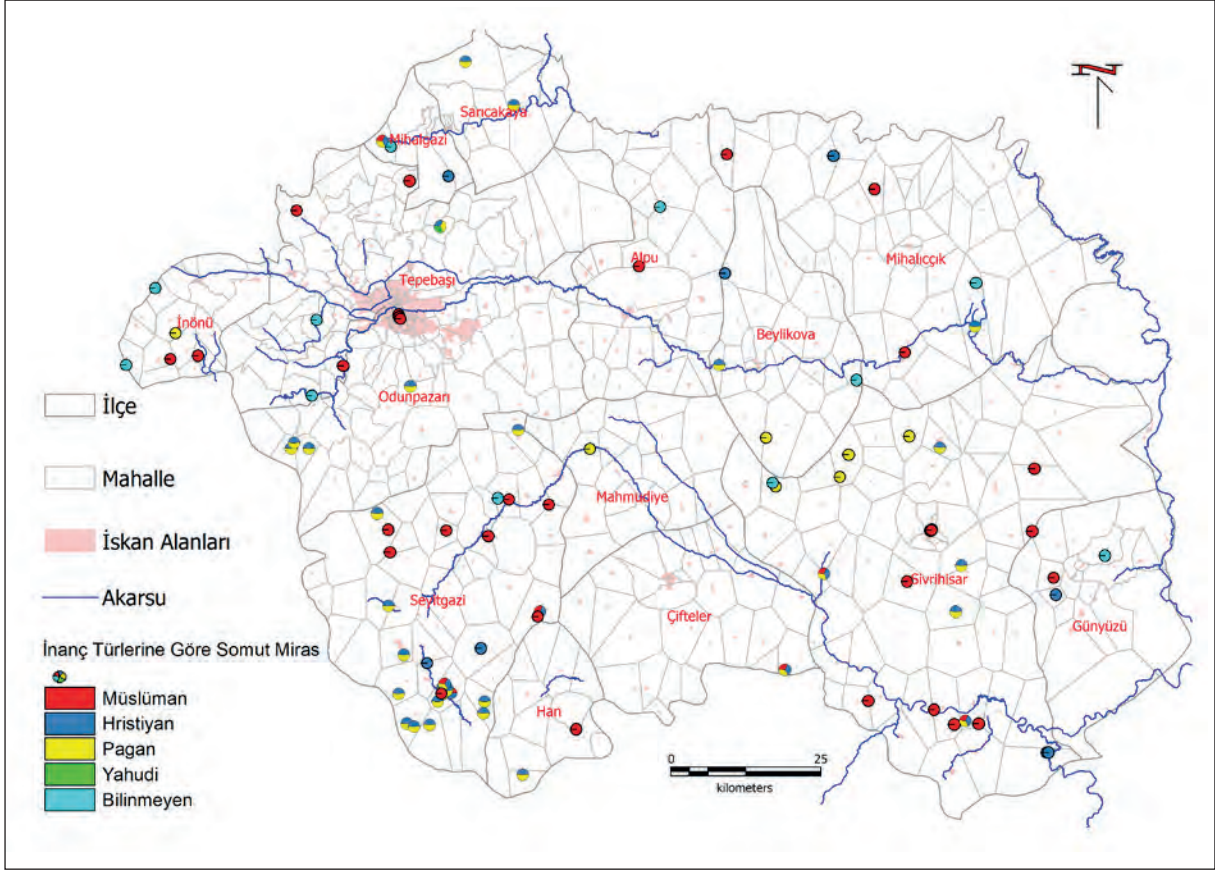 N
Sarıcakaya
Mihalgazi
Alpu
Mihalıççık
Tepebaşı
İnönü
Beylikova
Odunpazarı
İlçe
Mahalle
Mahmudiye
İskan Alanları
Sivrihisar
Akarsu
Seyitgazi
Çifteler
Günyüzü
İnanç Türlerine Göre Somut Miras
Müslüman
Hristiyan
Han
Pagan
Yahudi
Bilinmeyen
0 25
kilometers